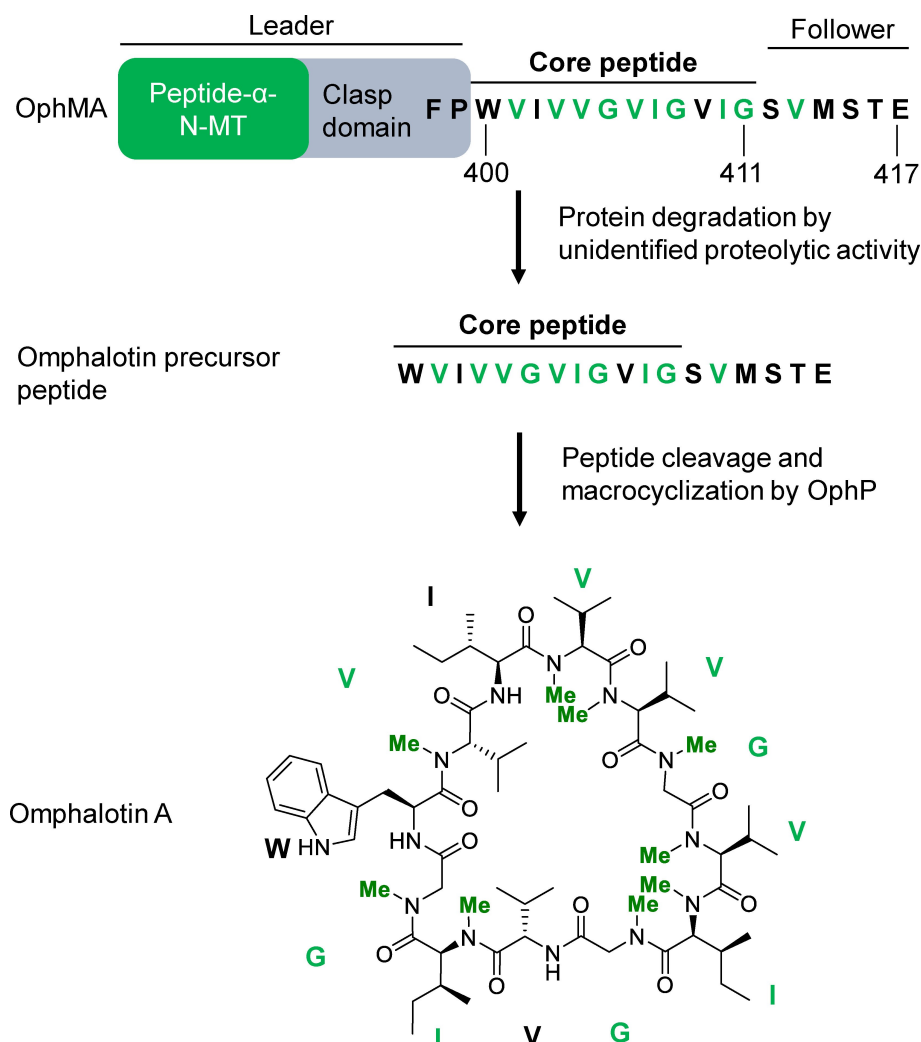 Leader
Follower
Core peptide
OphMA
Peptide-α-
N-MT
Clasp
domain
F P W V I V V G V I G V I G S V M S T E
400
411
417
Protein degradation by
unidentified proteolytic activity
Core peptide
Omphalotin precursor
peptide
W V I V V G V I G V I G S V M S T E
Peptide cleavage and
macrocyclization by OphP
V
I
O
O
V
V
N
Me
NH
O
Me
N
Me
N
O
N
Me
G
O
O
N
Omphalotin A
V
W
HN
HN
O
Me
N
Me
Me
N
Me
N
O
Me
O
N
O
N
G
O
O
N
H
O
I
I
V
G